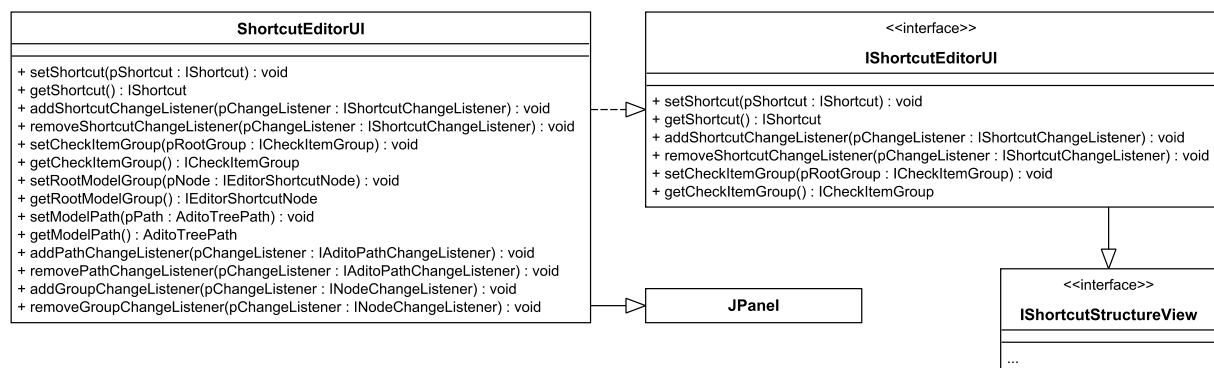 ShortcutEditorUI
+ setShortcut(pShortcut : IShortcut) : void
+ getShortcut() : IShortcut
+ addShortcutChangeListener(pChangeListener : IShortcutChangeListener) : void
+ removeShortcutChangeListener(pChangeListener : IShortcutChangeListener) : void
+ setCheckItemGroup(pRootGroup : ICheckItemGroup) : void
+ getCheckItemGroup() : ICheckItemGroup
+ setRootModelGroup(pNode : IEditorShortcutNode) : void
+ getRootModelGroup() : IEditorShortcutNode
+ setModelPath(pPath : AditoTreePath) : void
+ getModelPath() : AditoTreePath
+ addPathChangeListener(pChangeListener : IAditoPathChangeListener) : void
+ removePathChangeListener(pChangeListener : IAditoPathChangeListener) : void
+ addGroupChangeListener(pChangeListener : INodeChangeListener) : void
+ removeGroupChangeListener(pChangeListener : INodeChangeListener) : void
<<interface>>
IShortcutEditorUI
+ setShortcut(pShortcut : IShortcut) : void
+ getShortcut() : IShortcut
+ addShortcutChangeListener(pChangeListener : IShortcutChangeListener) : void
+ removeShortcutChangeListener(pChangeListener : IShortcutChangeListener) : void
+ setCheckItemGroup(pRootGroup : ICheckItemGroup) : void
+ getCheckItemGroup() : ICheckItemGroup
JPanel
<<interface>>
IShortcutStructureView
...